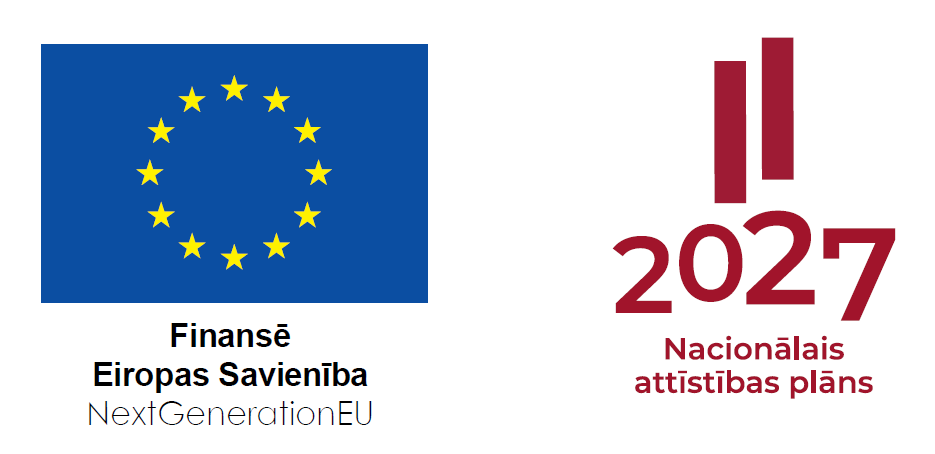 Finansē
Eiropas Savienība
NextGenerationEU
2027
Nacionālais
attīstības plāns